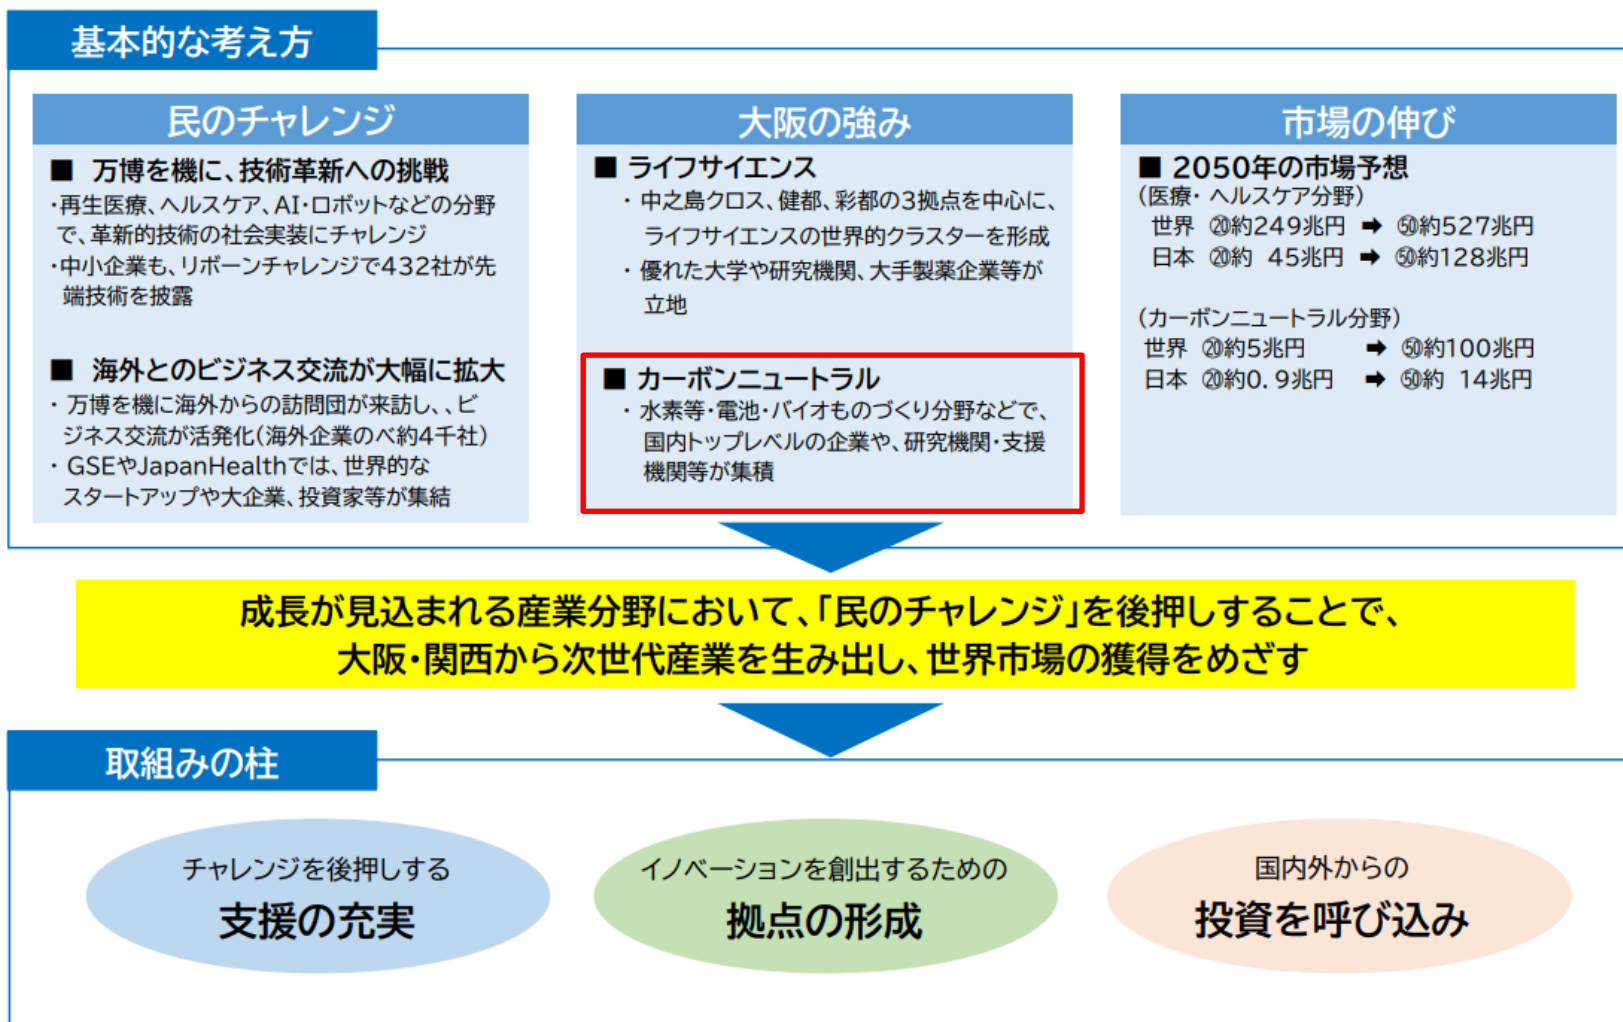 基本的な考え方
民のチャレンジ
■ 万博を機に、技術革新への挑戦
・再生医療、ヘルスケア、AI・ロボットなどの分野
で、革新的技術の社会実装にチャレンジ
・中小企業も、リボーンチャレンジで432社が先
端技術を披露
■ 海外とのビジネス交流が大幅に拡大
・ 万博を機に海外からの訪問団が来訪し、、ビ
ジネス交流が活発化(海外企業のべ約4千社)
・ GSEやJapanHealthでは、世界的な
スタートアップや大企業、投資家等が集結
大阪の強み
■ ライフサイエンス
・ 中之島クロス、健都、彩都の3拠点を中心に、
ライフサイエンスの世界的クラスターを形成
・ 優れた大学や研究機関、大手製薬企業等が
立地
■ カーボンニュートラル
・ 水素等・電池・バイオものづくり分野などで、
国内トップレベルの企業や、研究機関・支援
機関等が集積
市場の伸び
■ 2050年の市場予想
(医療・ ヘルスケア分野)
世界 ⑳約249兆円 ➡ ㊿約527兆円
日本 ⑳約 45兆円 ➡ ㊿約128兆円
(カーボンニュートラル分野)
世界 ⑳約5兆円 ➡ ㊿約100兆円
日本 ⑳約0.9兆円 ➡ ㊿約 14兆円
成長が見込まれる産業分野において、「民のチャレンジ」を後押しすることで、
大阪・関西から次世代産業を生み出し、世界市場の獲得をめざす
取組みの柱
チャレンジを後押しする
支援の充実
イノベーションを創出するための
拠点の形成
国内外からの
投資を呼び込み